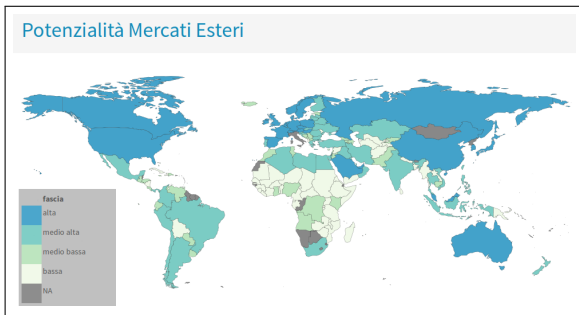 Potenzialità Mercati Esteri
fascia
alta
medio alta
medio bassa
bassa
NA